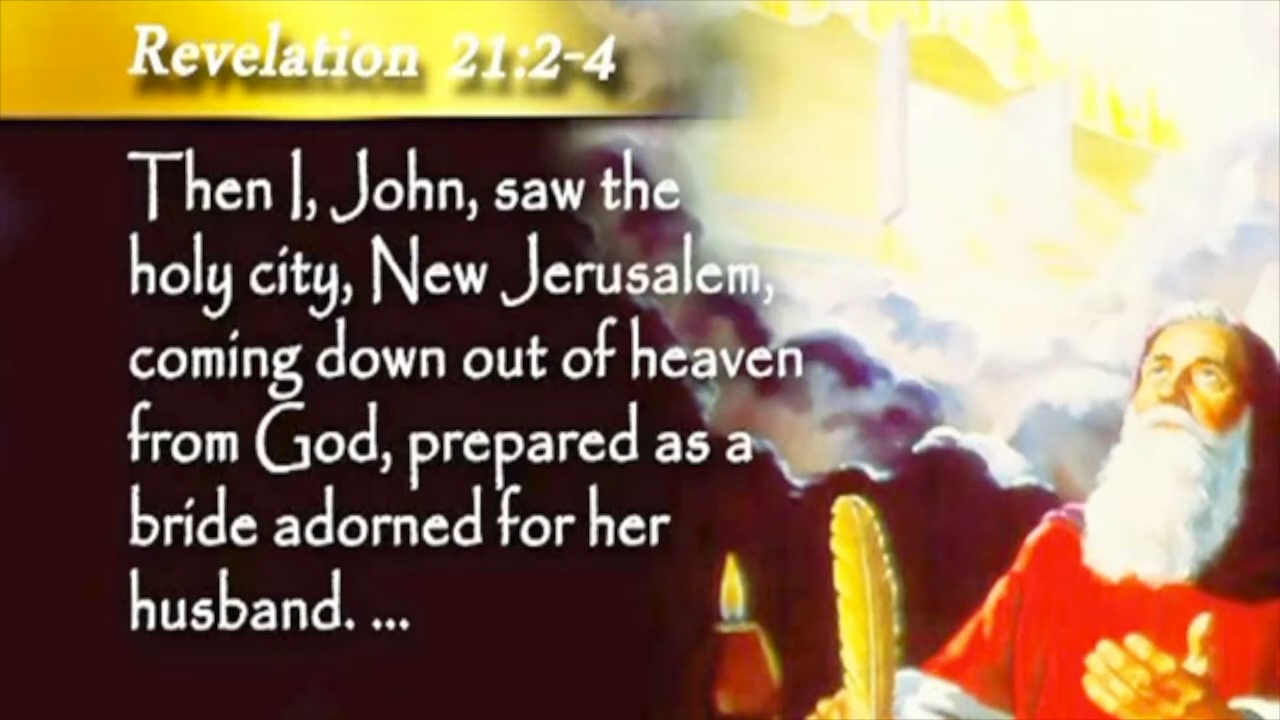 Revelation 21:2-4
Then I, John, saw the
holy city, New Jerusalem,
coming down out of heaven
from God, prepared as a
bride adorned for her
husband. ...